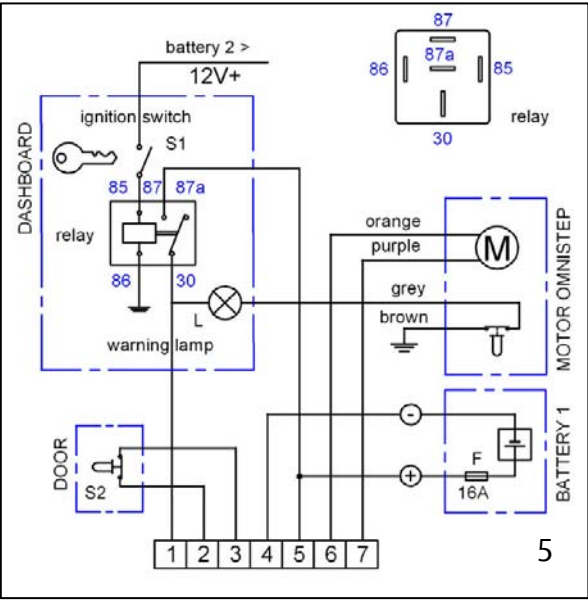 battery 2 >
12V+
87
87a
86
85
30
relay
DASHBOARD
ignition switch
S1
85 87 87a
relay
86
30
L
warning lamp
orange
purple
M
grey
brown
MOTOR OMNISTEP
DOOR
S2
-
+
F
16A
BATTERY 1
1 2 3 4 5 6 7
5